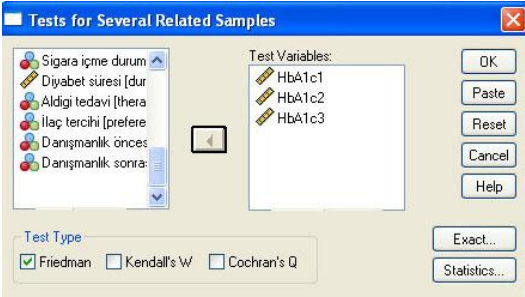 Tests for Several Related Samples
Sigara içme durum
Diyabet süresi [dur
Aldigi tedavi [thera
İlaç tercihi [prefere
Danışmanlık önces
Danışmanlık sonra:
Test Variables:
HbA1c1
HbA1c2
HbA1c3
OK
Paste
Reset
Cancel
Help
Test Type
Friedman
Kendall's W
Cochran's Q
Exact...
Statistics...